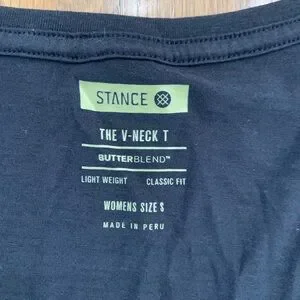 STANCE
THE V-NECK T
BUTTERBLEND™
LIGHT WEIGHT CLASSIC FIT
WOMENS SIZE S
MADE IN PERU